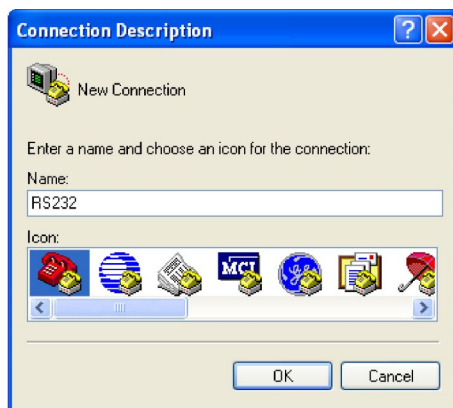 Connection Description
New Connection
Enter a name and choose an icon for the connection:
Name:
RS232
Icon:
MCI
OK
Cancel